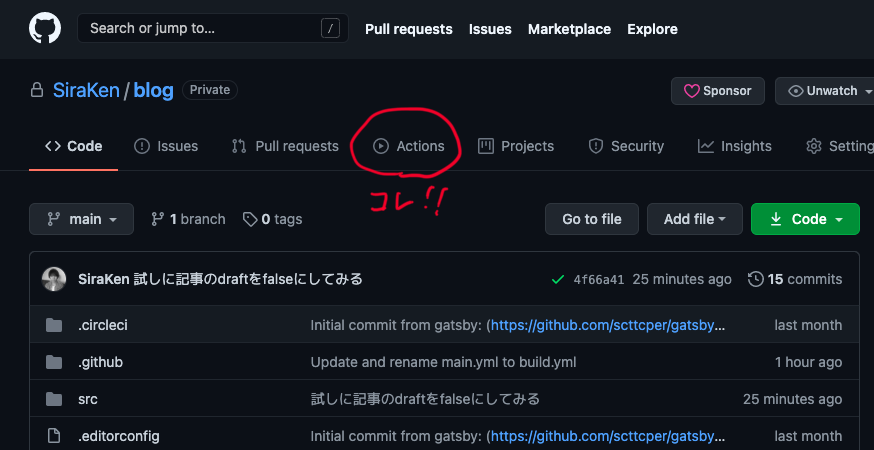 Search or jump to... /
Pull requests Issues Marketplace Explore
SiraKen / blog Private
Sponsor Unwatch
Code Issues Pull requests Actions Projects Security Insights Setting
コレ!!
main 1 branch 0 tags Go to file Add file Code
SiraKen 試しに記事のdraftをfalseにしてみる 4f66a41 25 minutes ago 15 commits
.circleci Initial commit from gatsby: (https://github.com/scttcper/gatsby... last month
.github Update and rename main.yml to build.yml 1 hour ago
src 試しに記事のdraftをfalseにしてみる 25 minutes ago
.editorconfig Initial commit from gatsby: (https://github.com/scttcper/gatsby... last month